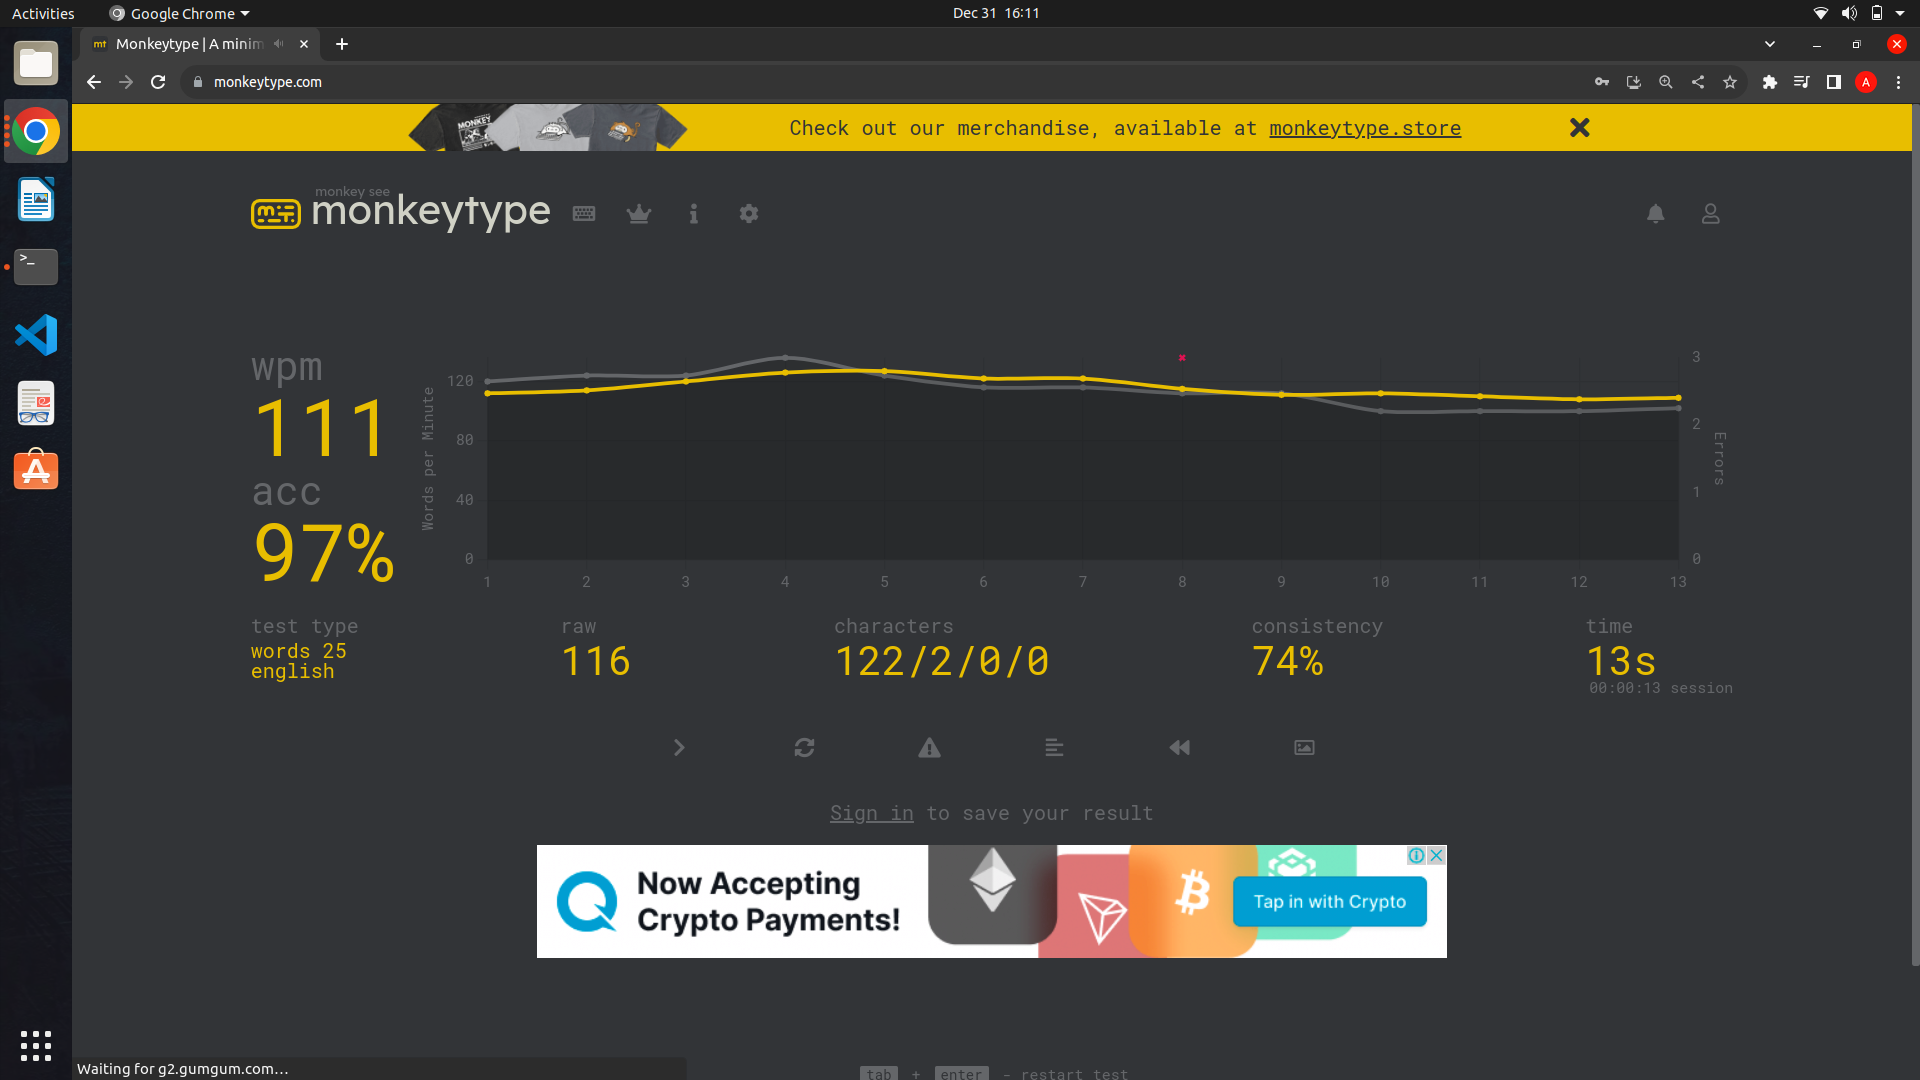 Activities
Google Chrome
Dec 31 16:11
mt
Monkeytype | A minim
monkeytype.com
A
MONKEY
Check out our merchandise, available at monkeytype.store
monkey see
monkeytype
wpm
111
acc
97%
Words per Minute
120
80
40
0
1 2 3 4 5 6 7 8 9 10 11 12 13
3
2
1
0
Errors
test type
words 25
english
raw
116
characters
122/2/0/0
consistency
74%
time
13s
00:00:13 session
Sign in to save your result
Now Accepting
Crypto Payments!
Tap in with Crypto
Waiting for g2.gumgum.com…
tab + enter - restart test